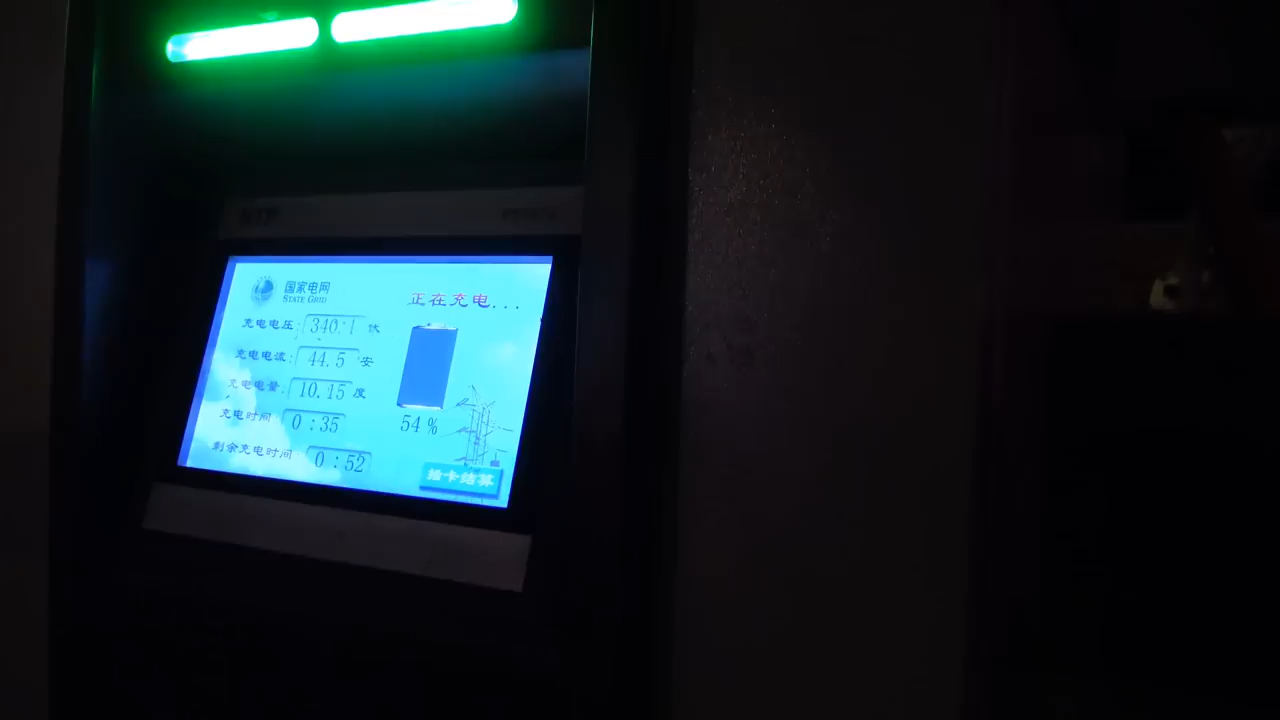 国家电网
STATE GRID
正在充电...
充电电压: 340.1 伏
充电电流: 44.5 安
充电电量: 10.15 度
充电时间: 0:35
剩余充电时间 0:52
54%
插卡结算